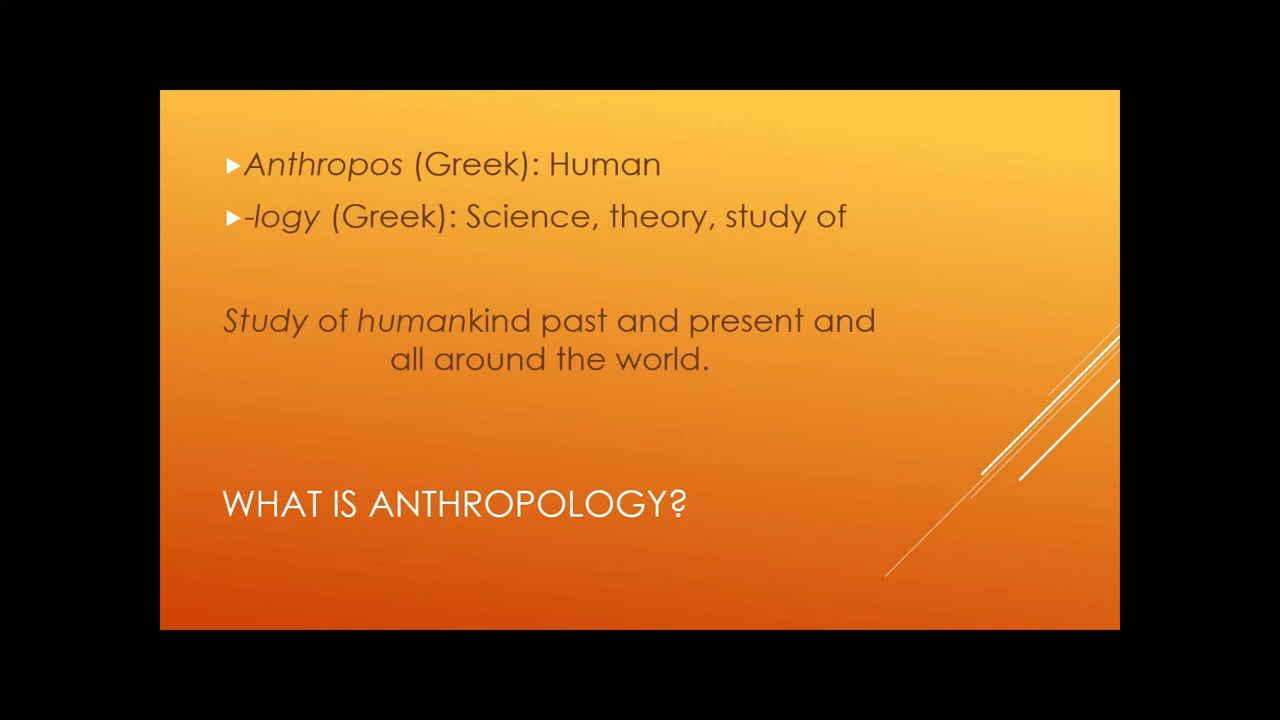 Anthropos (Greek): Human
-logy (Greek): Science, theory, study of
Study of humankind past and present and
all around the world.
WHAT IS ANTHROPOLOGY?